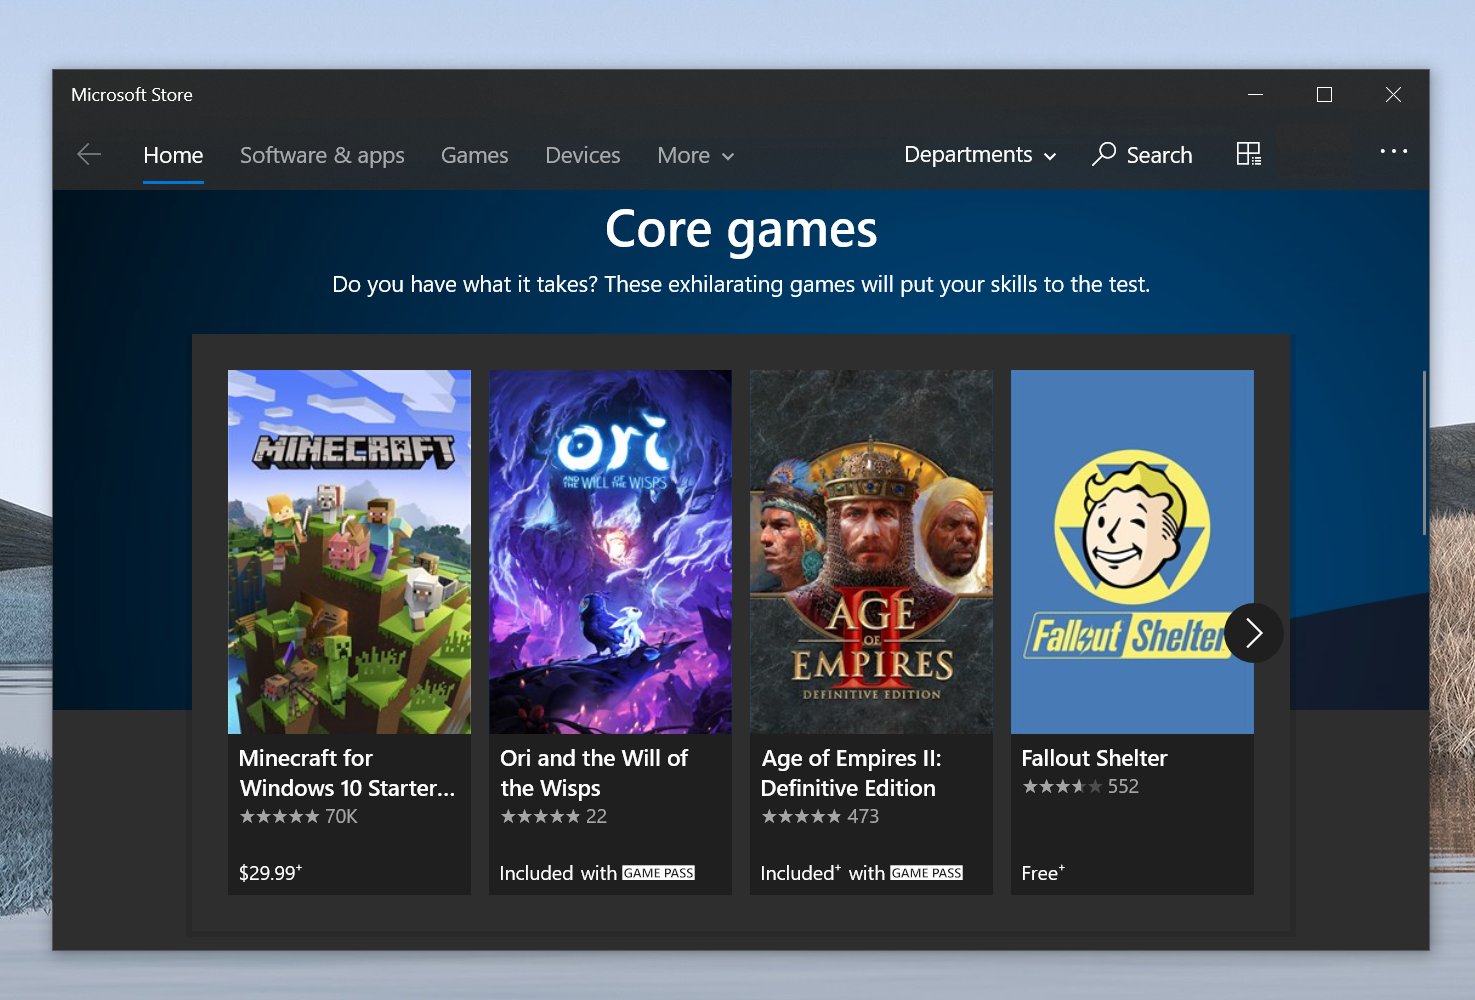 Microsoft Store
Home Software & apps Games Devices More Departments Search
Core games
Do you have what it takes? These exhilarating games will put your skills to the test.
MINECRAFT
ori
AND THE WILL OF THE WISPS
AGE
OF
EMPIRES
II
DEFINITIVE EDITION
Fallout Shelter
Minecraft for
Windows 10 Starter...
70K
$29.99+
Ori and the Will of
the Wisps
22
Included with GAME PASS
Age of Empires II:
Definitive Edition
473
Included+ with GAME PASS
Fallout Shelter
552
Free+